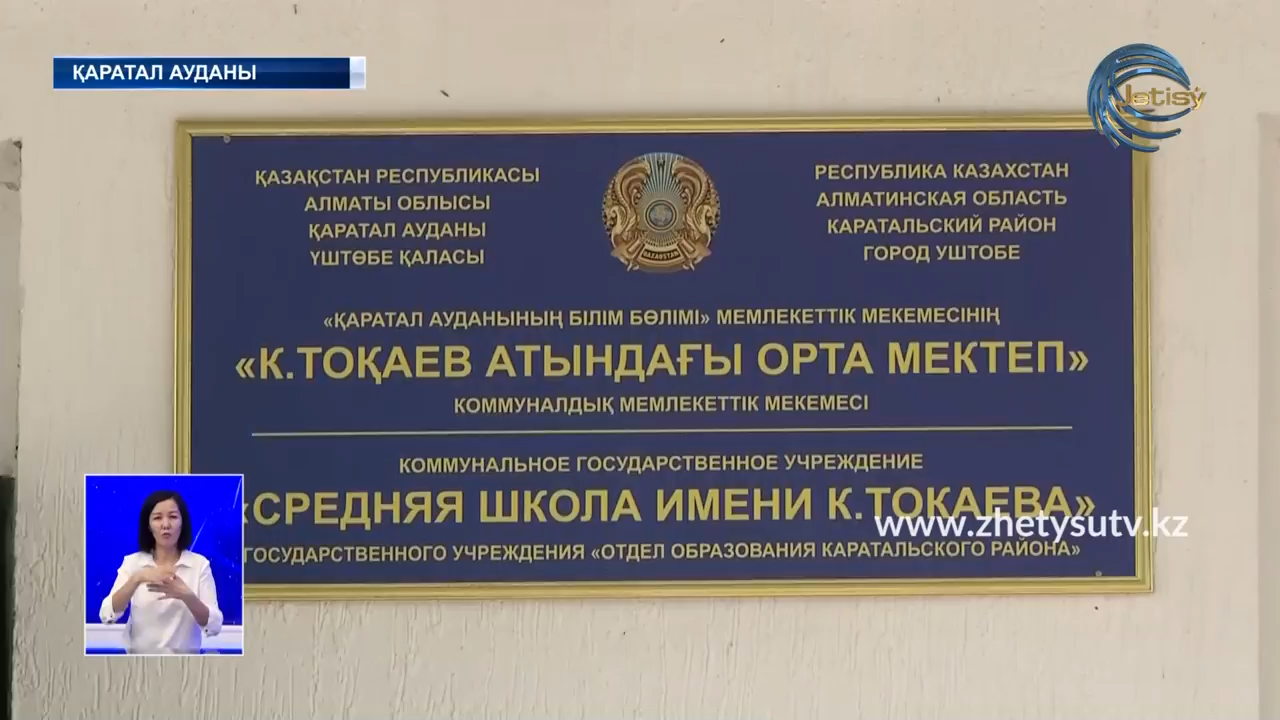 ҚАРАТАЛ АУДАНЫ
Jetisý
ҚАЗАҚСТАН РЕСПУБЛИКАСЫ
АЛМАТЫ ОБЛЫСЫ
ҚАРАТАЛ АУДАНЫ
ҮШТӨБЕ ҚАЛАСЫ
QAZAQSTAN
РЕСПУБЛИКА КАЗАХСТАН
АЛМАТИНСКАЯ ОБЛАСТЬ
КАРАТАЛЬСКИЙ РАЙОН
ГОРОД УШТОБЕ
«ҚАРАТАЛ АУДАНЫНЫҢ БІЛІМ БӨЛІМІ» МЕМЛЕКЕТТІК МЕКЕМЕСІНІҢ
«К.ТОҚАЕВ АТЫНДАҒЫ ОРТА МЕКТЕП»
КОММУНАЛДЫҚ МЕМЛЕКЕТТІК МЕКЕМЕСІ
КОММУНАЛЬНОЕ ГОСУДАРСТВЕННОЕ УЧРЕЖДЕНИЕ
«СРЕДНЯЯ ШКОЛА ИМЕНИ К.ТОКАЕВА»
ГОСУДАРСТВЕННОГО УЧРЕЖДЕНИЯ «ОТДЕЛ ОБРАЗОВАНИЯ КАРАТАЛЬСКОГО РАЙОНА»
www.zhetysutv.kz